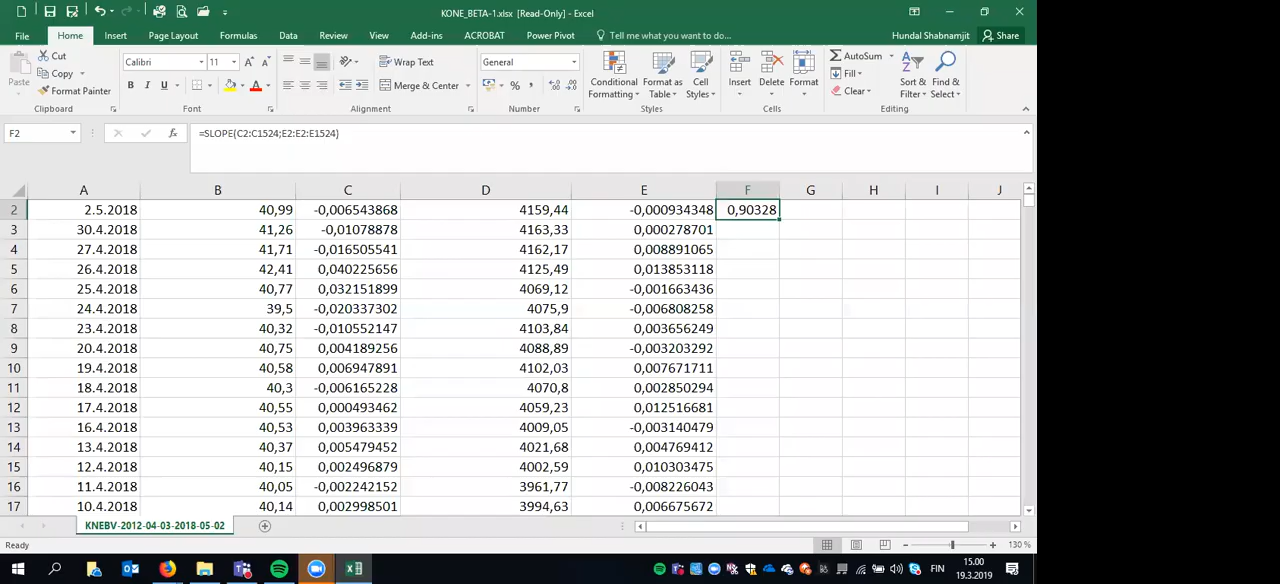 KONE_BETA-1.xlsx [Read-Only] - Excel
File Home Insert Page Layout Formulas Data Review View Add-ins ACROBAT Power Pivot Tell me what you want to do... Hundal Shabnamjit Share
Cut
Copy
Format Painter
Paste
Clipboard
Calibri 11
B I U
Font
Wrap Text
Merge & Center
Alignment
General
Number
Conditional Formatting
Format as Table
Cell Styles
Styles
Insert Delete Format
Cells
AutoSum
Fill
Clear
Sort & Filter
Find & Select
Editing
F2 fx =SLOPE(C2:C1524;E2:E2:E1524)
A B C D E F G H I J
2 2.5.2018 40,99 -0,006543868 4159,44 -0,000934348 0,90328
3 30.4.2018 41,26 -0,01078878 4163,33 0,000278701
4 27.4.2018 41,71 -0,016505541 4162,17 0,008891065
5 26.4.2018 42,41 0,040225656 4125,49 0,013853118
6 25.4.2018 40,77 0,032151899 4069,12 -0,001663436
7 24.4.2018 39,5 -0,020337302 4075,9 -0,006808258
8 23.4.2018 40,32 -0,010552147 4103,84 0,003656249
9 20.4.2018 40,75 0,004189256 4088,89 -0,003203292
10 19.4.2018 40,58 0,006947891 4102,03 0,007671711
11 18.4.2018 40,3 -0,006165228 4070,8 0,002850294
12 17.4.2018 40,55 0,000493462 4059,23 0,012516681
13 16.4.2018 40,53 0,003963339 4009,05 -0,003140479
14 13.4.2018 40,37 0,005479452 4021,68 0,004769412
15 12.4.2018 40,15 0,002496879 4002,59 0,010303475
16 11.4.2018 40,05 -0,002242152 3961,77 -0,008226043
17 10.4.2018 40,14 0,002998501 3994,63 0,006675672
KNEBV-2012-04-03-2018-05-02
Ready 130 %
FIN 15.00
19.3.2019